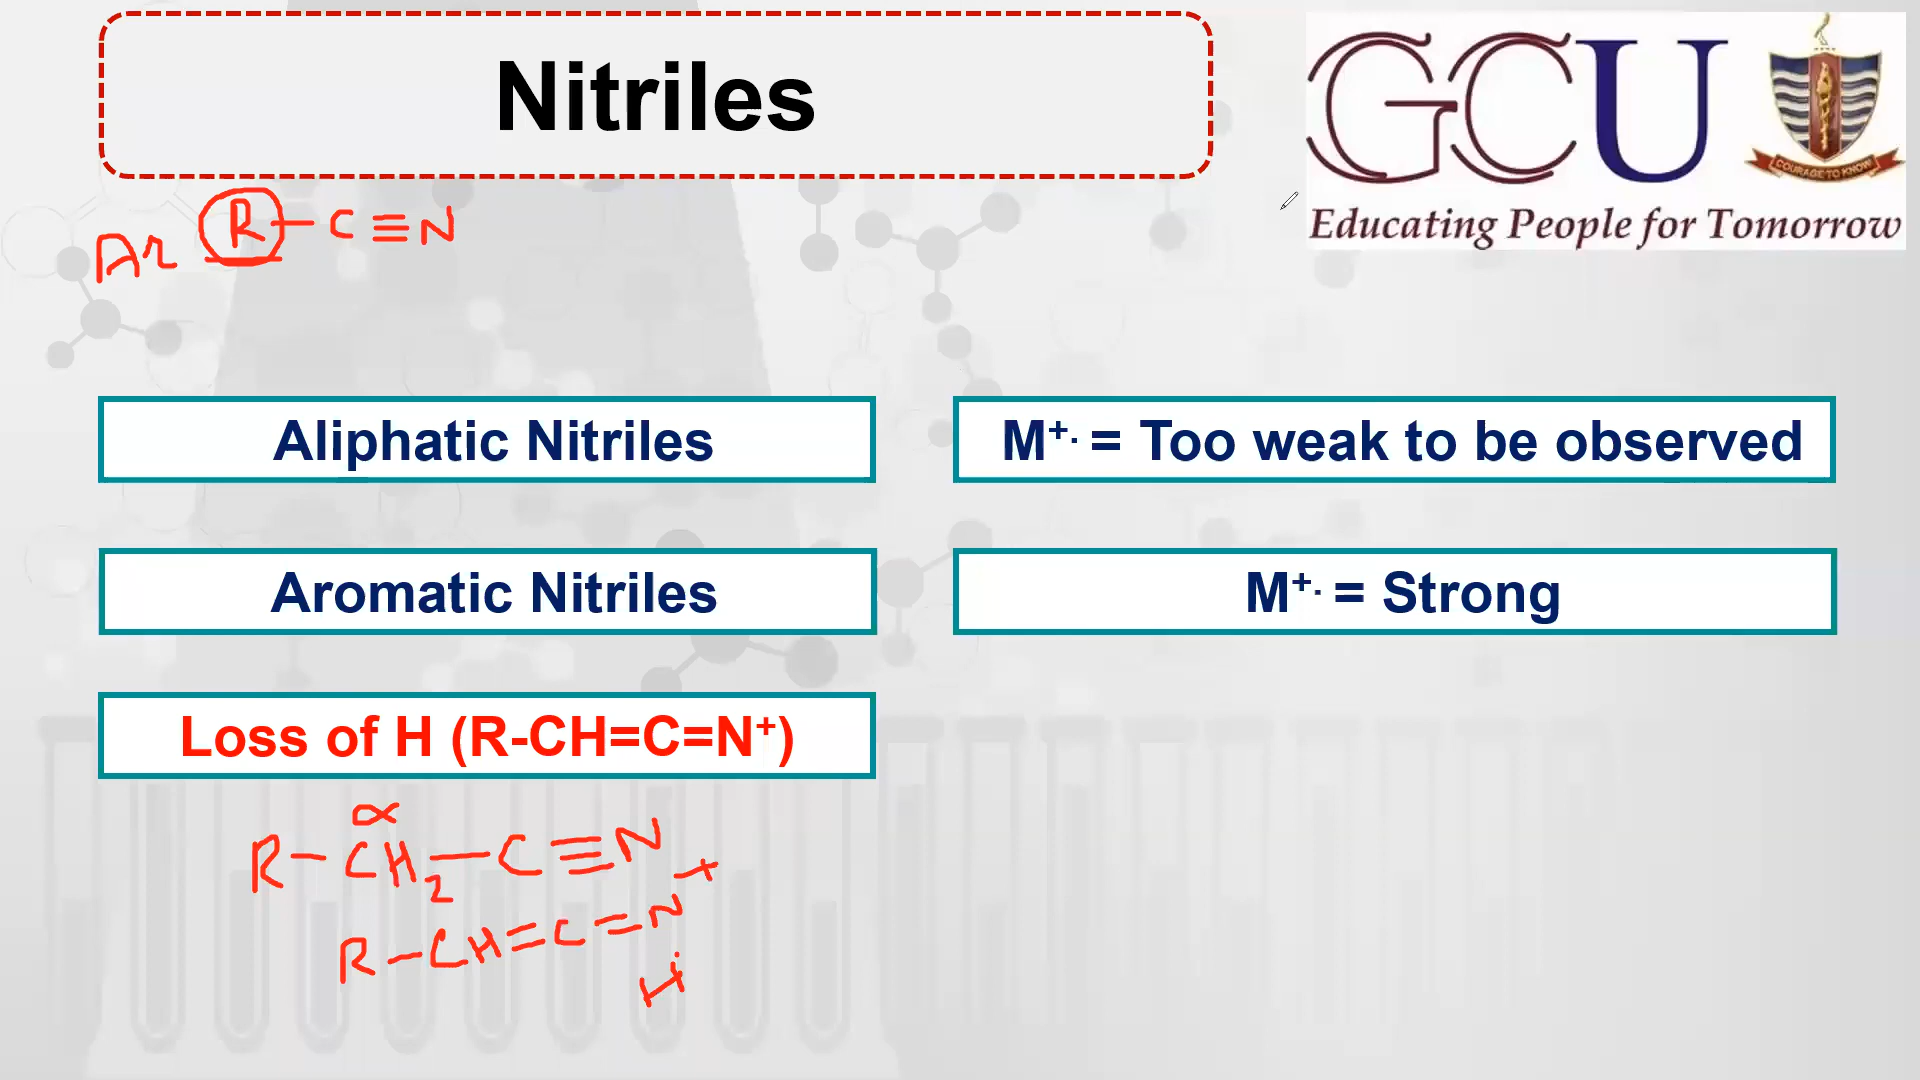 Nitriles
GCU
COURAGE TO KNOW
Educating People for Tomorrow
Ar R-C≡N
Aliphatic Nitriles
M⁺· = Too weak to be observed
Aromatic Nitriles
M⁺· = Strong
Loss of H (R-CH=C=N⁺)
α
R-CH₂-C≡N
R-CH=C=N⁺
H·